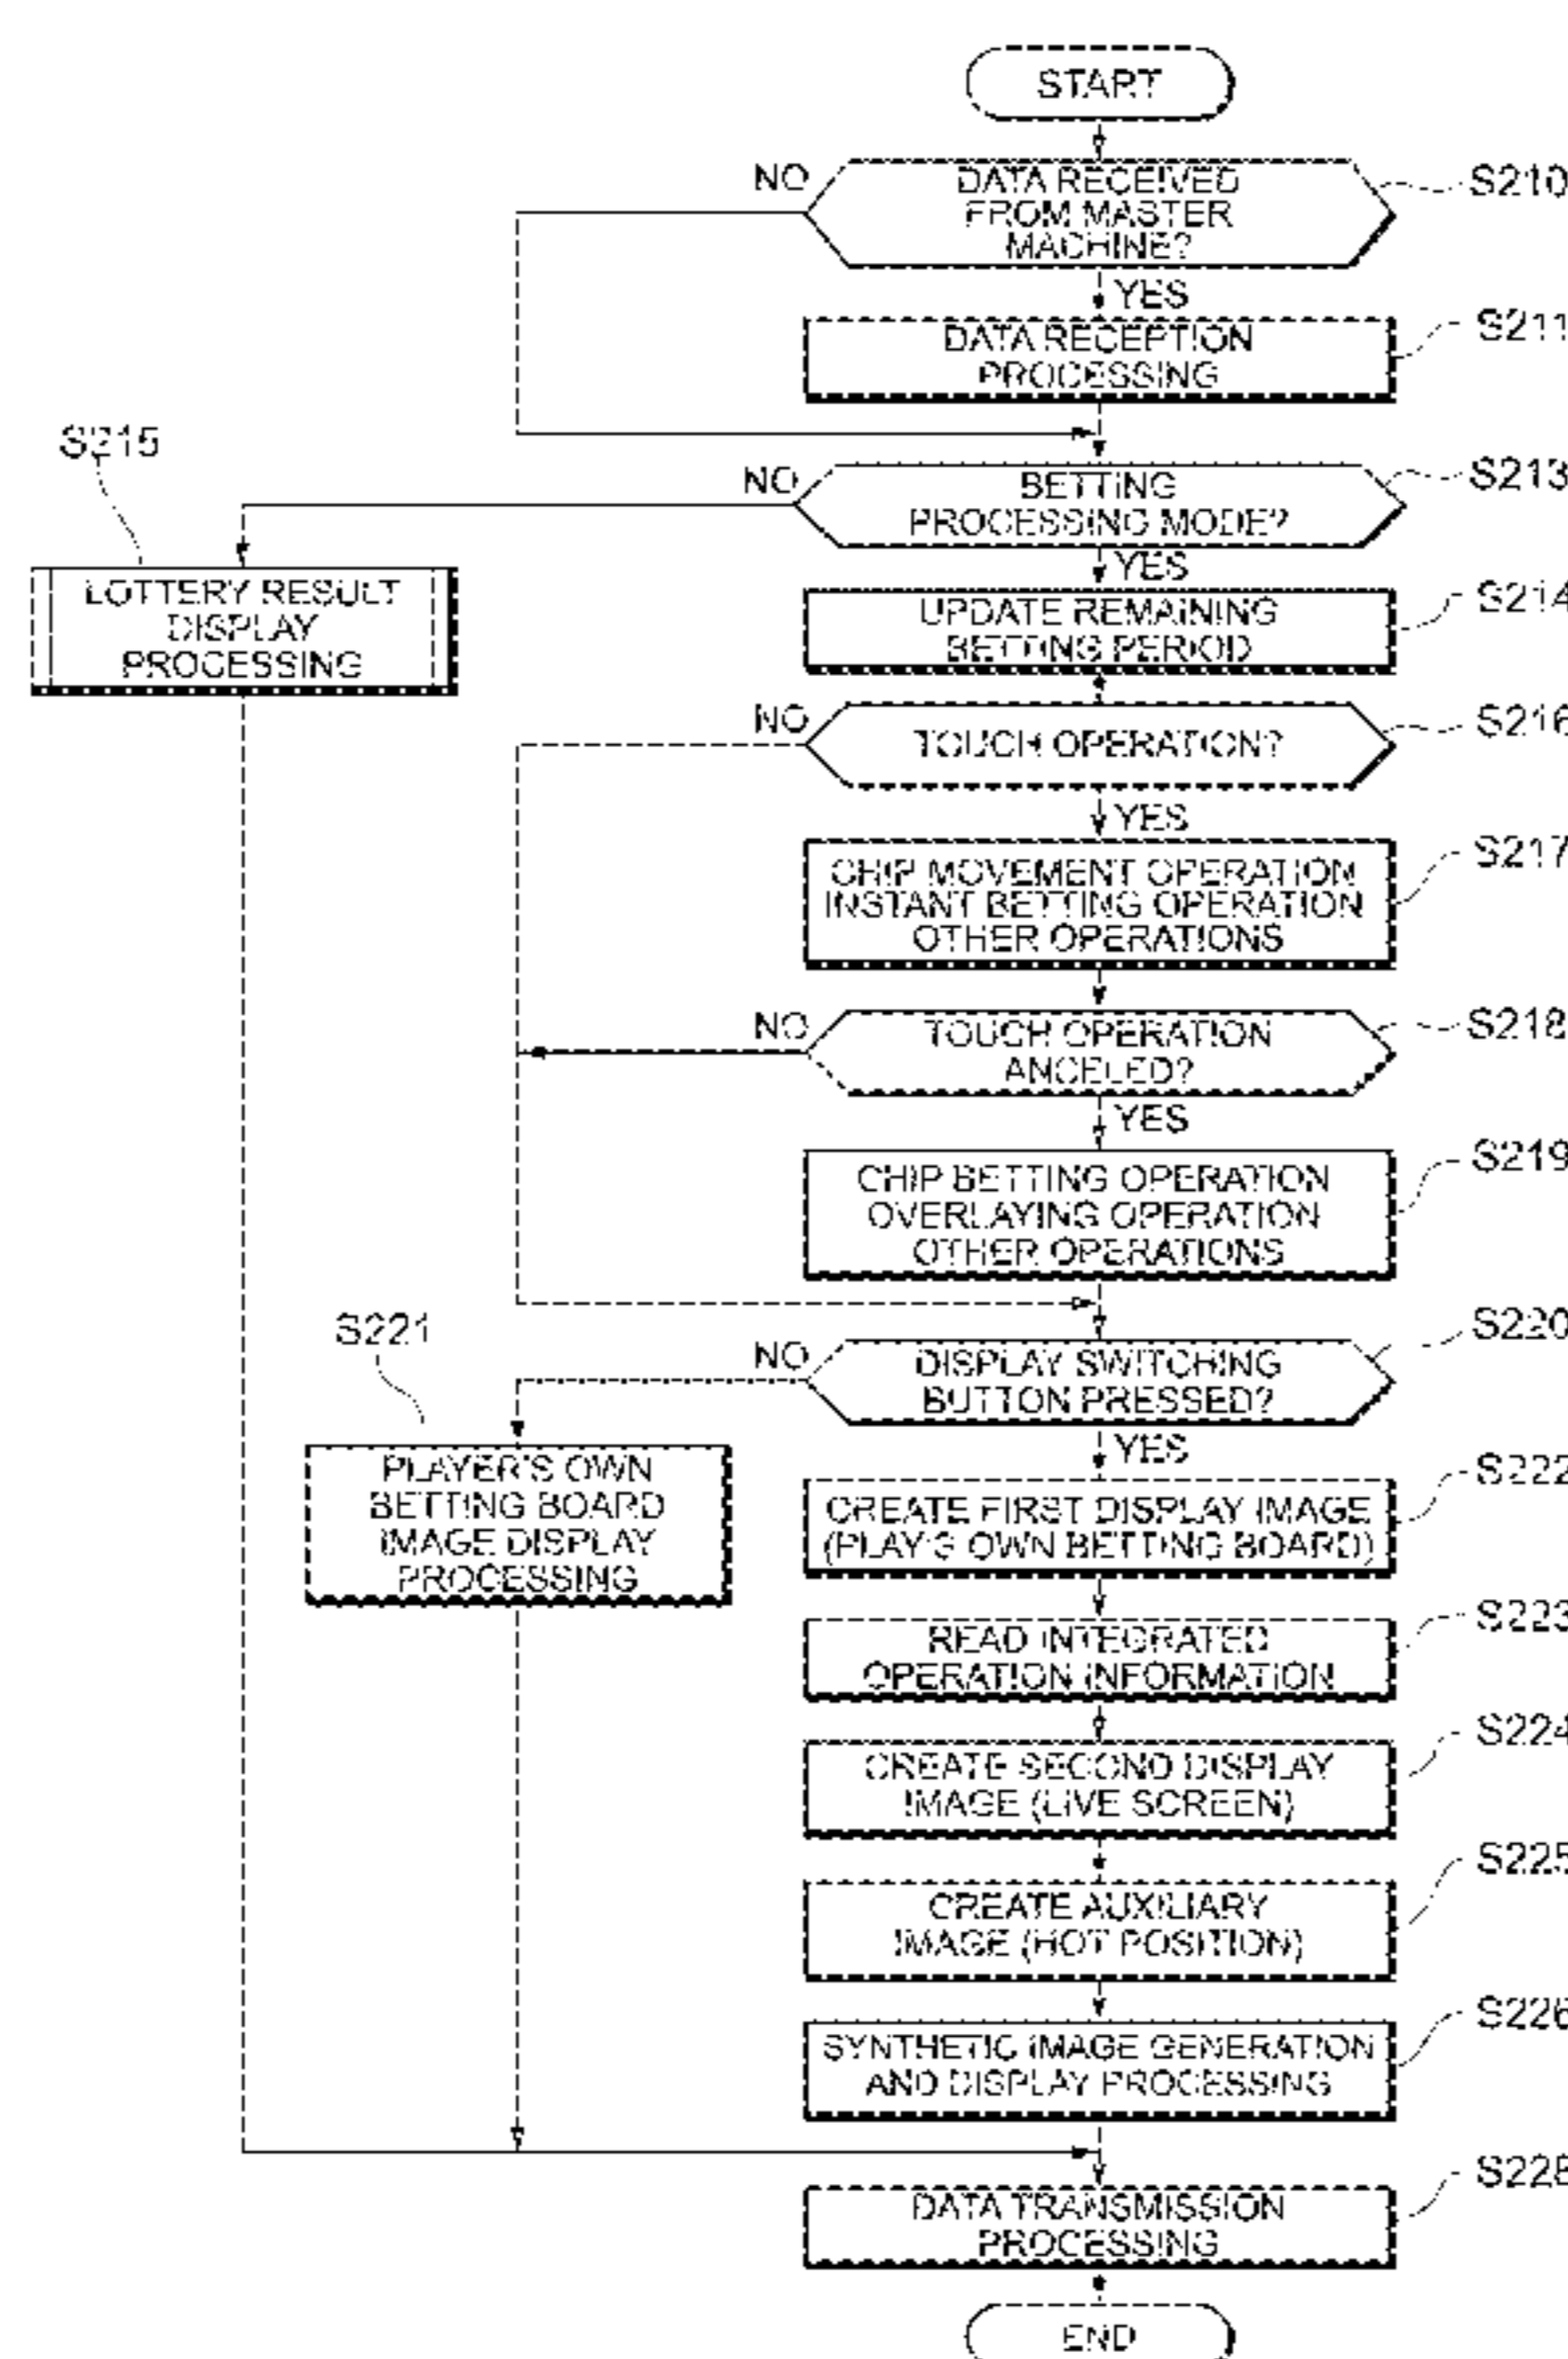 START
NO
DATA RECEIVED
FROM MASTER
MACHINE?
S210
YES
DATA RECEPTION
PROCESSING
S211
S215
NO
BETTING
PROCESSING MODE?
S213
YES
LOTTERY RESULT
DISPLAY
PROCESSING
UPDATE REMAINING
BETTING PERIOD
S214
NO
TOUCH OPERATION?
S216
YES
CHIP MOVEMENT OPERATION
INSTANT BETTING OPERATION
OTHER OPERATIONS
S217
NO
TOUCH OPERATION
ANCELED?
S218
YES
CHIP BETTING OPERATION
OVERLAYING OPERATION
OTHER OPERATIONS
S219
S221
NO
DISPLAY SWITCHING
BUTTON PRESSED?
S220
YES
PLAYER'S OWN
BETTING BOARD
IMAGE DISPLAY
PROCESSING
CREATE FIRST DISPLAY IMAGE
(PLAY'S OWN BETTING BOARD)
S222
READ INTEGRATED
OPERATION INFORMATION
S223
CREATE SECOND DISPLAY
IMAGE (LIVE SCREEN)
S224
CREATE AUXILIARY
IMAGE (HOT POSITION)
S225
SYNTHETIC IMAGE GENERATION
AND DISPLAY PROCESSING
S226
DATA TRANSMISSION
PROCESSING
S228
END